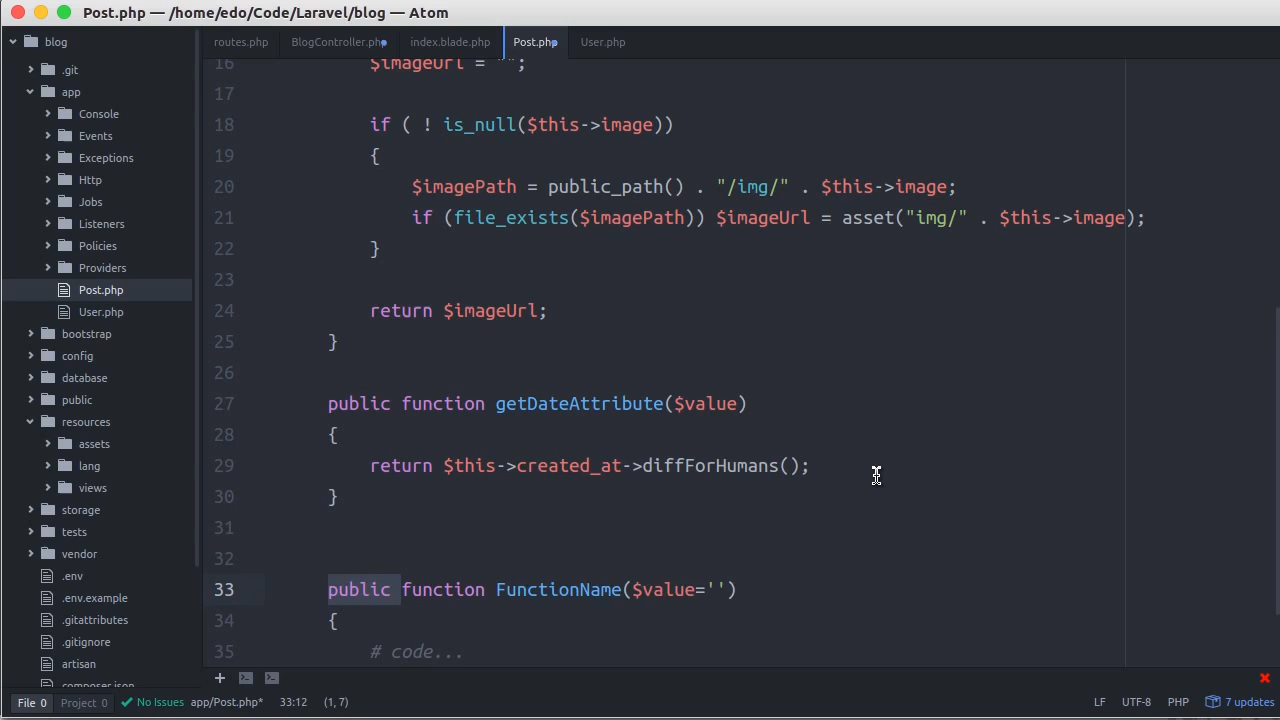 Post.php — /home/edo/Code/Laravel/blog — Atom
blog
.git
app
Console
Events
Exceptions
Http
Jobs
Listeners
Policies
Providers
Post.php
User.php
bootstrap
config
database
public
resources
assets
lang
views
storage
tests
vendor
.env
.env.example
.gitattributes
.gitignore
artisan
composer.json
routes.php BlogController.php index.blade.php Post.php User.php
16 $imageUrl = "";
17
18 if ( ! is_null($this->image))
19 {
20 $imagePath = public_path() . "/img/" . $this->image;
21 if (file_exists($imagePath)) $imageUrl = asset("img/" . $this->image);
22 }
23
24 return $imageUrl;
25 }
26
27 public function getDateAttribute($value)
28 {
29 return $this->created_at->diffForHumans();
30 }
31
32
33 public function FunctionName($value='')
34 {
35 # code...
File 0 Project 0 No Issues app/Post.php* 33:12 (1, 7) LF UTF-8 PHP 7 updates